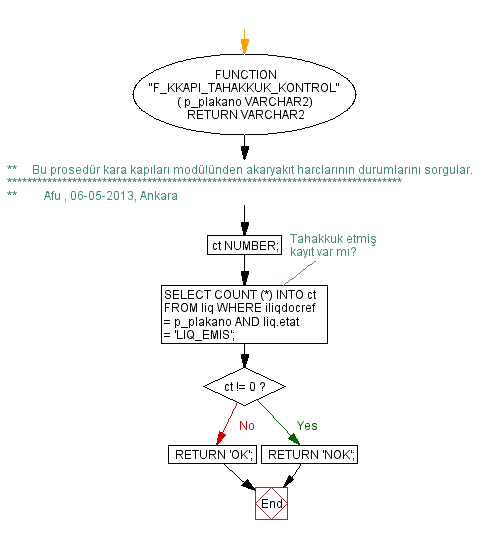 FUNCTION
"F_KKAPI_TAHAKKUK_KONTROL"
( p_plakano VARCHAR2)
RETURN VARCHAR2
** Bu prosedür kara kapıları modülünden akaryakıt harclarının durumlarını sorgular.
*******************************************************************************
** Afu , 06-05-2013, Ankara
ct NUMBER;
Tahakkuk etmiş
kayıt var mı?
SELECT COUNT (*) INTO ct
FROM liq WHERE iliqdocref
= p_plakano AND liq.etat
= 'LIQ_EMIS';
ct != 0 ?
No
Yes
RETURN 'OK';
RETURN 'NOK';
End